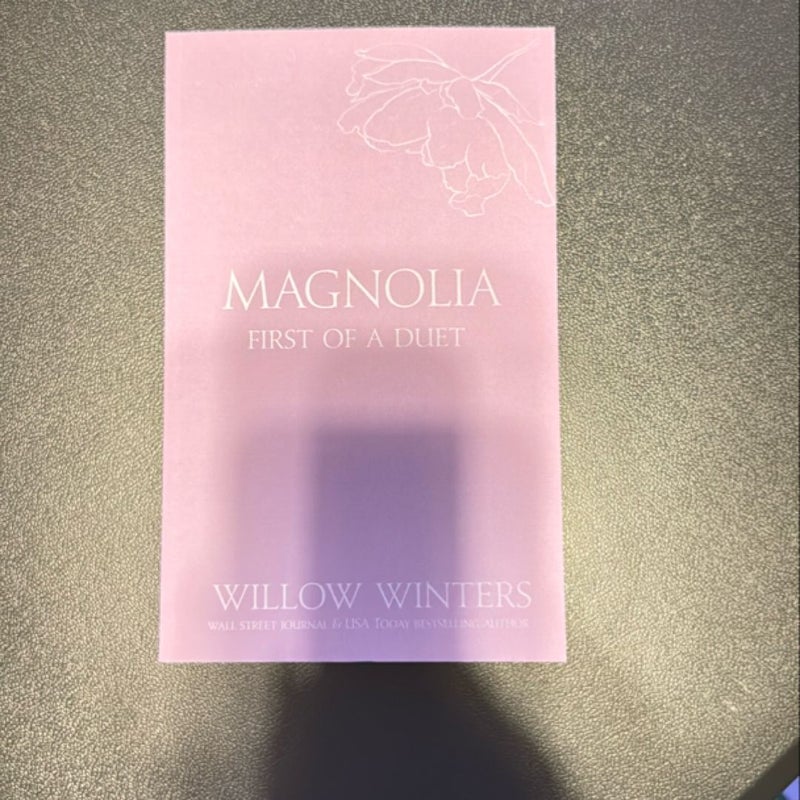 MAGNOLIA
FIRST OF A DUET
WILLOW WINTERS
WALL STREET JOURNAL & USA TODAY BESTSELLING AUTHOR